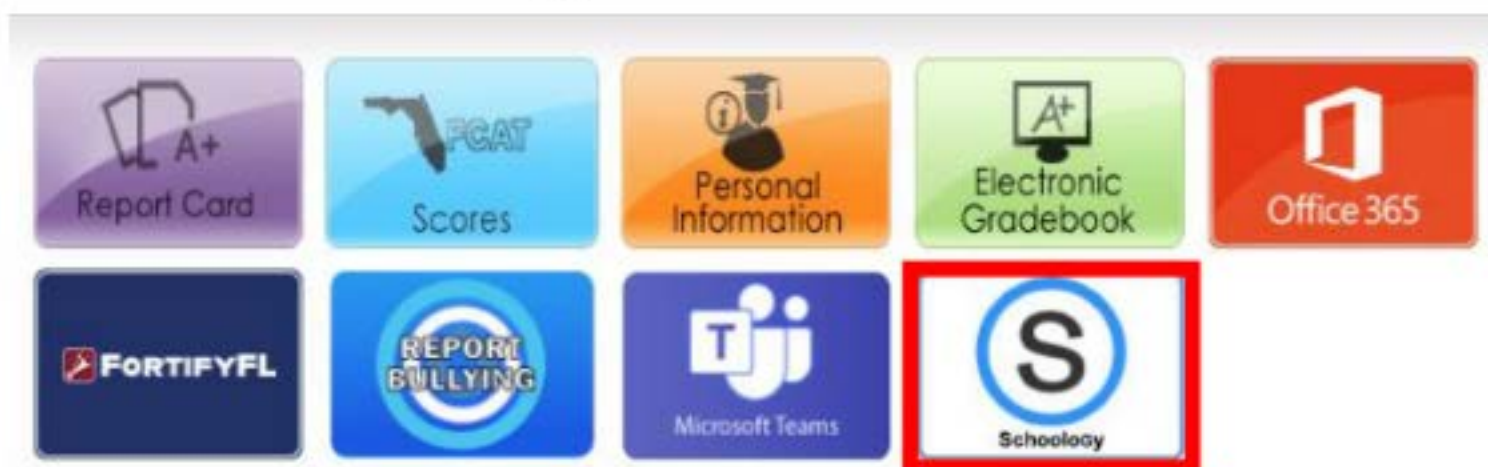 A+
Report Card
FCAT
Scores
i
Personal
Information
A+
Electronic
Gradebook
Office 365
FORTIFYFL
REPORT
BULLYING
T
Microsoft Teams
S
Schoology